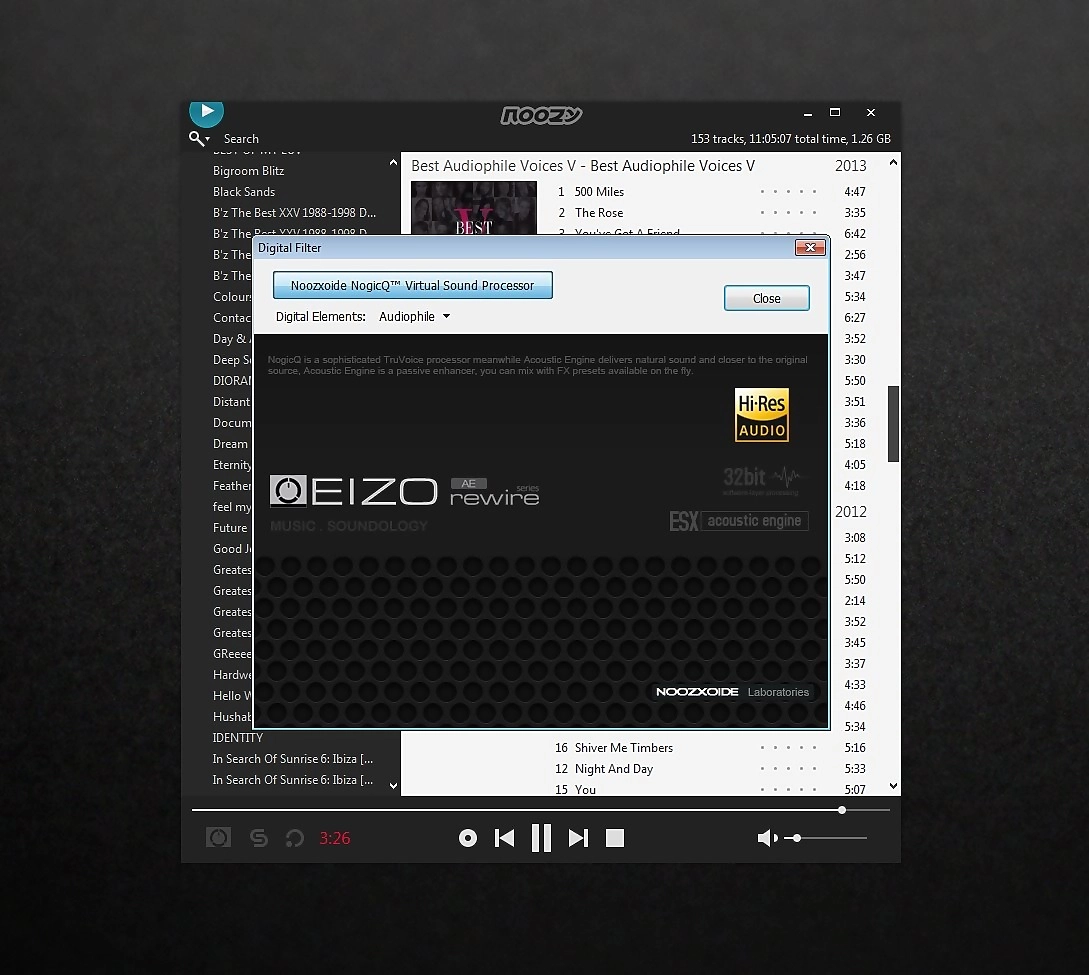 noozy
Search
153 tracks, 11:05:07 total time, 1.26 GB
BEST OF MY LUV
Bigroom Blitz
Black Sands
B'z The Best XXV 1988-1998 D...
B'z The Best XXV 1988-1998 D
B'z The
B'z The
Colours
Contac
Day &
Deep S
DIORAM
Distant
Docum
Dream
Eternity
Feather
feel my
Future
Good J
Greates
Greates
Greates
Greates
GReeee
Hardwe
Hello W
Hushab
IDENTITY
In Search Of Sunrise 6: Ibiza [...
In Search Of Sunrise 6: Ibiza [...
Best Audiophile Voices V - Best Audiophile Voices V 2013
V
BEST
1 500 Miles 4:47
2 The Rose 3:35
3 You've Got A Friend 6:42
2:56
3:47
5:34
6:27
3:52
3:30
5:50
3:51
3:36
5:18
4:05
4:18
2012
3:08
5:12
5:50
2:14
3:52
3:45
3:37
4:33
4:46
5:34
16 Shiver Me Timbers 5:16
12 Night And Day 5:33
15 You 5:07
Digital Filter
Noozxoide NogicQ™ Virtual Sound Processor
Close
Digital Elements: Audiophile
NogicQ is a sophisticated TruVoice processor meanwhile Acoustic Engine delivers natural sound and closer to the original
source, Acoustic Engine is a passive enhancer, you can mix with FX presets available on the fly.
Hi-Res
AUDIO
EIZO AE rewire series
MUSIC . SOUNDOLOGY
32bit
software-layer-processing
ESX acoustic engine
NOOZXOIDE Laboratories
3:26